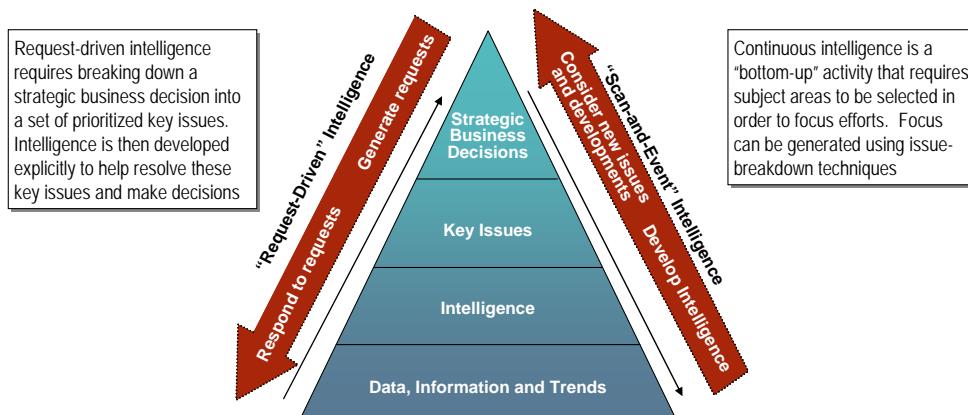 Request-driven intelligence
requires breaking down a
strategic business decision into
a set of prioritized key issues.
Intelligence is then developed
explicitly to help resolve these
key issues and make decisions
“Request-Driven” Intelligence
Generate requests
Respond to requests
Strategic
Business
Decisions
Key Issues
Intelligence
Data, Information and Trends
Consider new issues
and developments
Develop Intelligence
“Scan-and-Event” Intelligence
Continuous intelligence is a
“bottom-up” activity that requires
subject areas to be selected in
order to focus efforts. Focus
can be generated using issue-
breakdown techniques